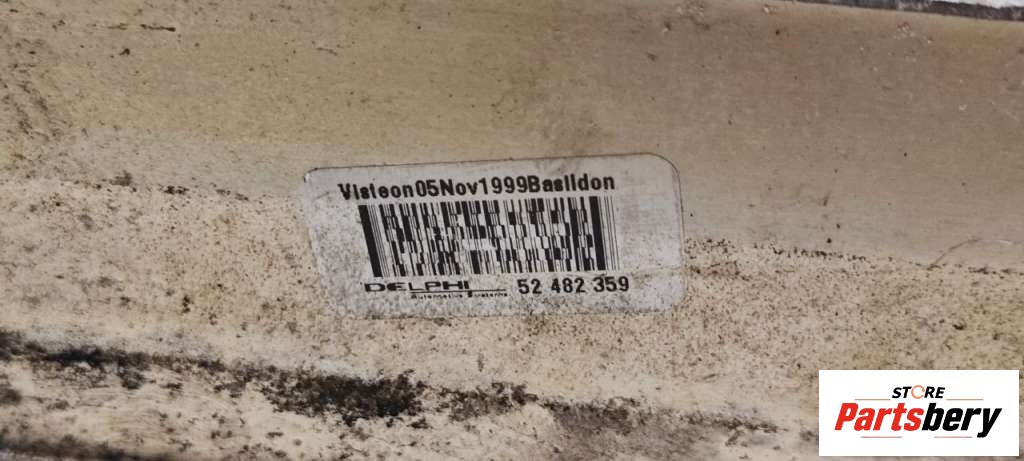 Visteon05Nov1999Basildon
DELPHI 52 482 359
Automotive Systems
STORE
Partsbery